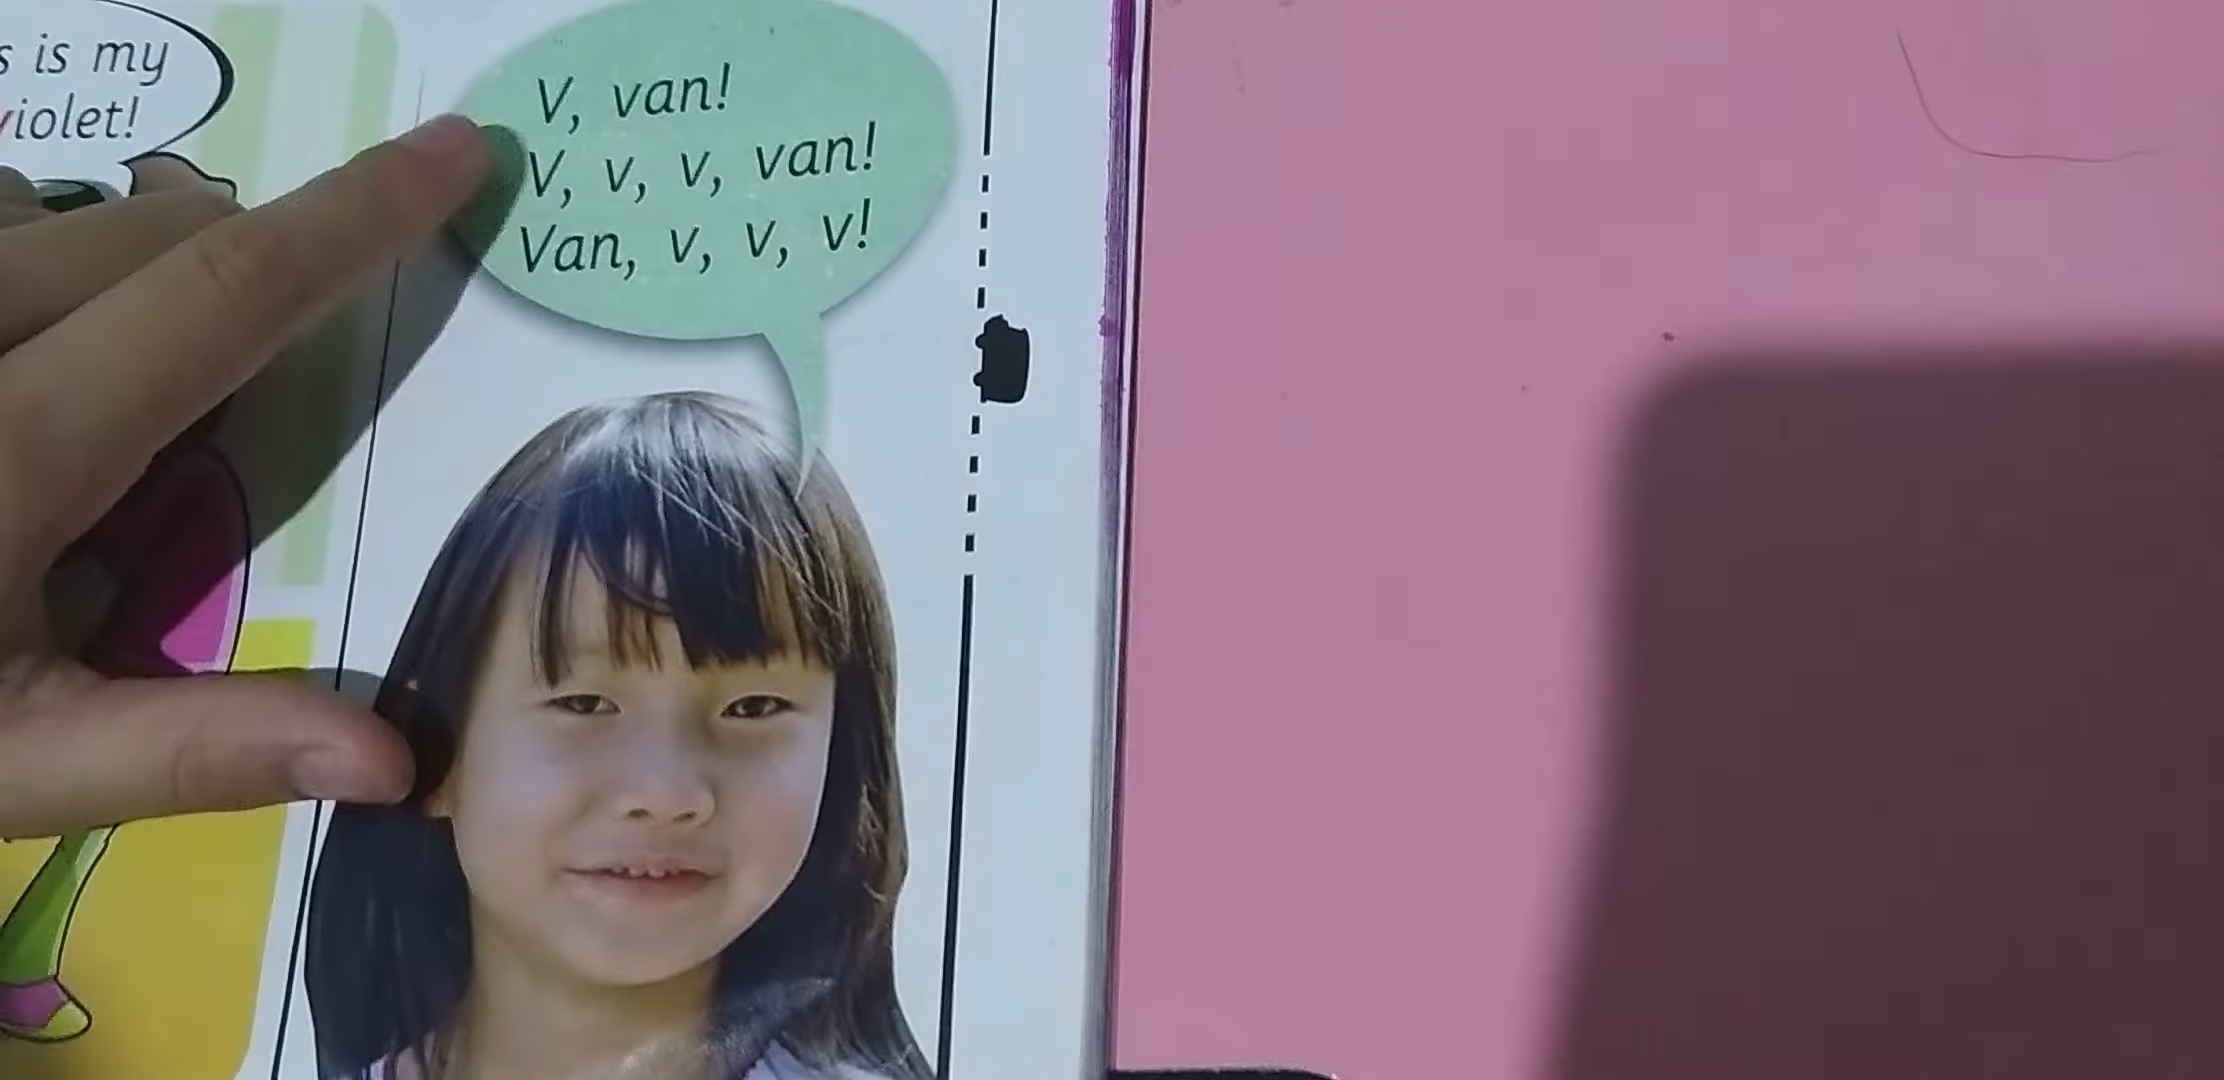 is my
violet!
V, van!
V, v, v, van!
Van, v, v, v!